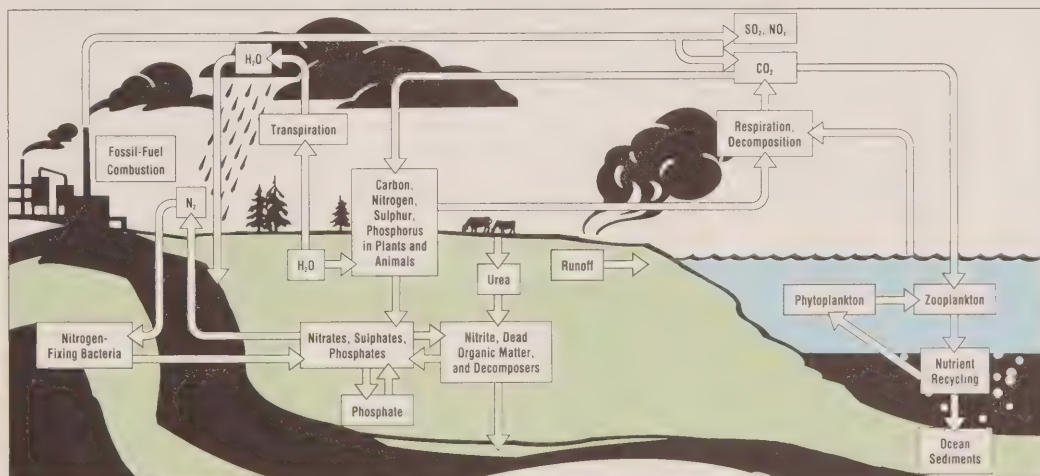 SO₂, NO₃
H₂O
CO₂
Transpiration
Respiration,
Decomposition
Fossil-Fuel
Combustion
Carbon,
Nitrogen,
Sulphur,
Phosphorus
in Plants and
Animals
N₂
H₂O
Runoff
Urea
Phytoplankton
Zooplankton
Nitrogen-
Fixing Bacteria
Nitrates, Sulphates,
Phosphates
Nitrite, Dead
Organic Matter,
and Decomposers
Nutrient
Recycling
Phosphate
Ocean
Sediments